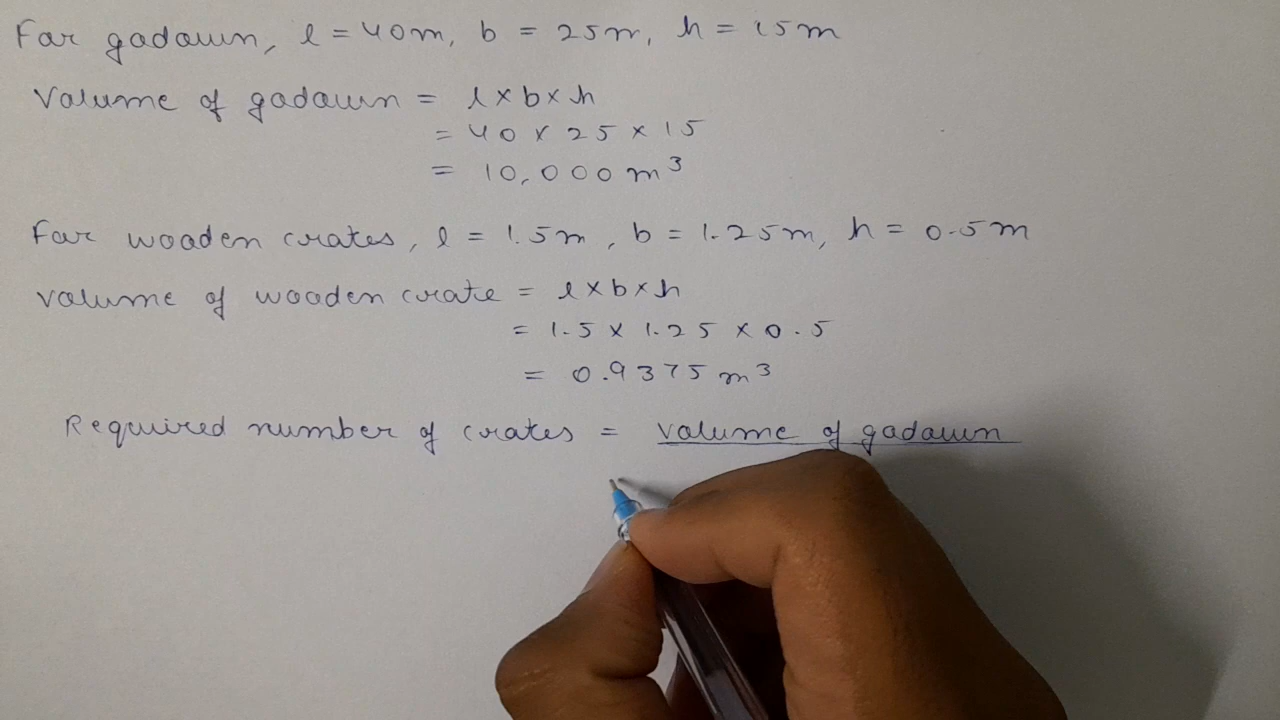 For godown, l = 40m, b = 25m, h = 15m
Volume of godown = l × b × h
= 40 × 25 × 15
= 10,000 m³
For wooden crates, l = 1.5m, b = 1.25m, h = 0.5m
volume of wooden crate = l × b × h
= 1.5 × 1.25 × 0.5
= 0.9375 m³
Required number of crates = volume of godown